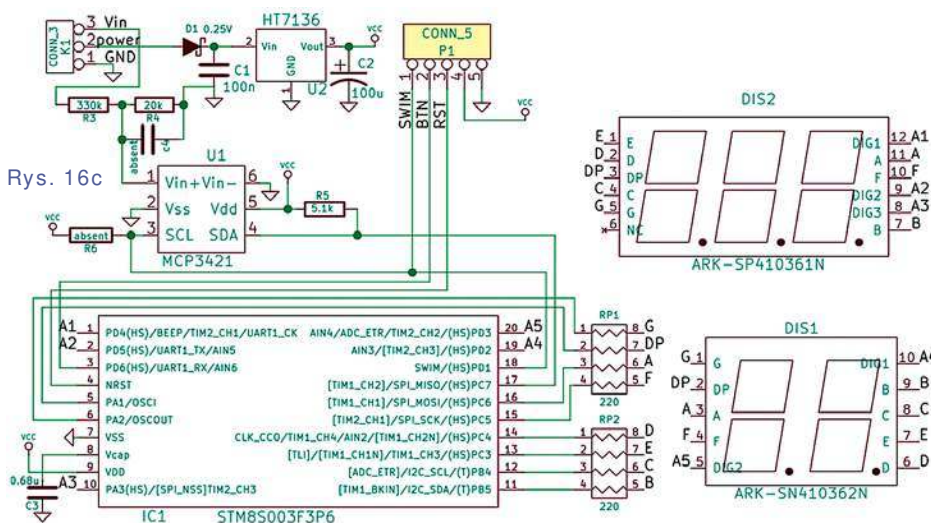 CONN_3
K1
3 Vin
2 power
1 GND
D1 0.25V
C1
100n
HT7136
2 Vin
Vout 3
GND
1
U2
vcc
C2
100u
CONN_5
P1
1 2 3 4 5
SWIM
BTN
RST
vcc
330k
R3
20k
R4
absent
c4
Rys. 16c
U1
1 Vin+ Vin- 6
2 Vss Vdd 5
3 SCL SDA 4
MCP3421
vcc
R5
5.1k
vcc
absent
R6
DIS2
E 1 E
D 2 D
DP 3 DP
C 4 C
G 5 G
6 NC
DIG1 12 A1
A 11 A
F 10 F
DIG2 9 A2
DIG3 8 A3
B 7 B
ARK-SP410361N
A1 1 PD4(HS)/BEEP/TIM2_CH1/UART1_CK
A2 2 PD5(HS)/UART1_TX/AIN5
3 PD6(HS)/UART1_RX/AIN6
4 NRST
5 PA1/OSCI
6 PA2/OSCOUT
7 VSS
8 Vcap
9 VDD
A3 10 PA3(HS)/[SPI_NSS]TIM2_CH3
AIN4/ADC_ETR/TIM2_CH2/(HS)PD3 20 A5
AIN3/[TIM2_CH3]/(HS)PD2 19 A4
SWIM/(HS)PD1 18
[TIM1_CH2]/SPI_MISO/(HS)PC7 17
[TIM1_CH1]/SPI_MOSI/(HS)PC6 16
[TIM2_CH1]/SPI_SCK/(HS)PC5 15
CLK_CCO/TIM1_CH4/AIN2/[TIM1_CH2N]/(HS)PC4 14
[TLI]/[TIM1_CH1N]/TIM1_CH3/(HS)PC3 13
[ADC_ETR]/I2C_SCL/(T)PB4 12
[TIM1_BKIN]/I2C_SDA/(T)PB5 11
IC1 STM8S003F3P6
vcc
0.68u
C3
RP1
1 8 G
2 7 DP
3 6 A
4 5 F
220
RP2
1 8 D
2 7 E
3 6 C
4 5 B
220
DIS1
G 1 G
DP 2 DP
A 3 A
F 4 F
A5 5 DIG2
DIG1 10 A4
B 9 B
C 8 C
E 7 E
D 6 D
ARK-SN410362N